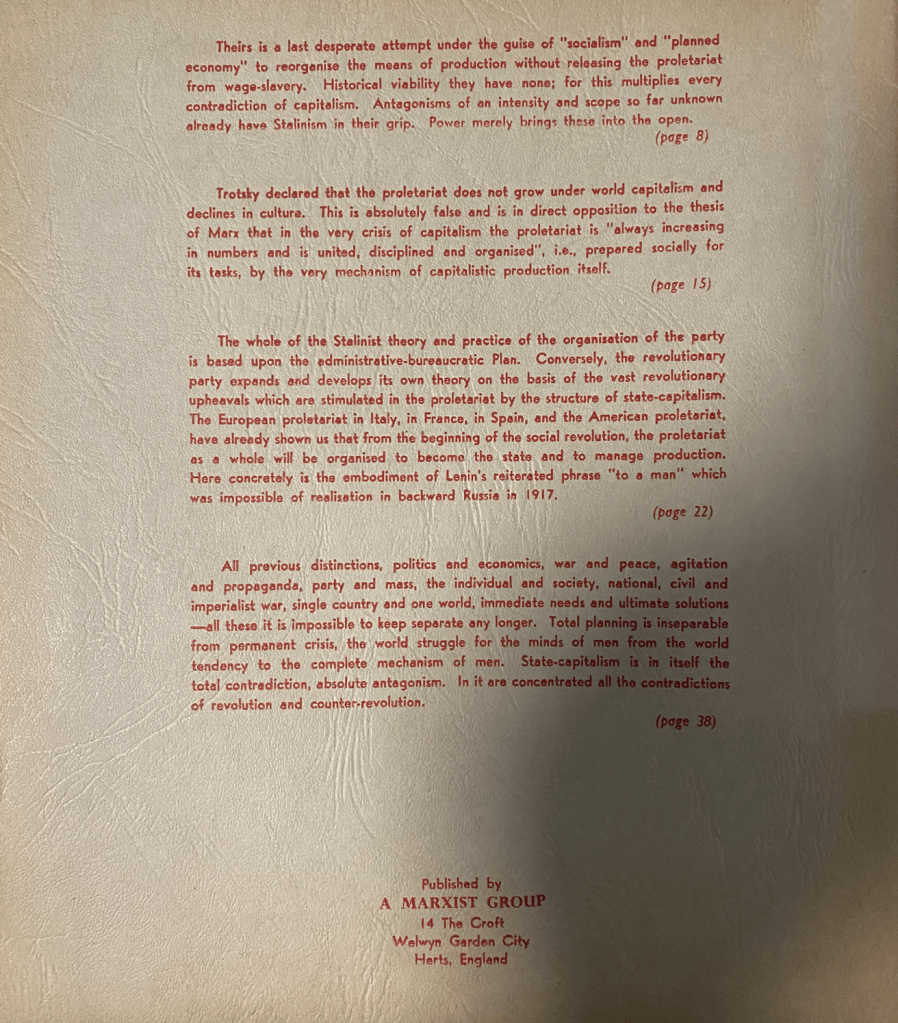 Theirs is a last desperate attempt under the guise of "socialism" and "planned
economy" to reorganise the means of production without releasing the proletariat
from wage-slavery. Historical viability they have none; for this multiplies every
contradiction of capitalism. Antagonisms of an intensity and scope so far unknown
already have Stalinism in their grip. Power merely brings these into the open.
(page 8)
Trotsky declared that the proletariat does not grow under world capitalism and
declines in culture. This is absolutely false and is in direct opposition to the thesis
of Marx that in the very crisis of capitalism the proletariat is "always increasing
in numbers and is united, disciplined and organised", i.e., prepared socially for
its tasks, by the very mechanism of capitalistic production itself.
(page 15)
The whole of the Stalinist theory and practice of the organisation of the party
is based upon the administrative-bureaucratic Plan. Conversely, the revolutionary
party expands and develops its own theory on the basis of the vast revolutionary
upheavals which are stimulated in the proletariat by the structure of state-capitalism.
The European proletariat in Italy, in France, in Spain, and the American proletariat,
have already shown us that from the beginning of the social revolution, the proletariat
as a whole will be organised to become the state and to manage production.
Here concretely is the embodiment of Lenin's reiterated phrase "to a man" which
was impossible of realisation in backward Russia in 1917.
(page 22)
All previous distinctions, politics and economics, war and peace, agitation
and propaganda, party and mass, the individual and society, national, civil and
imperialist war, single country and one world, immediate needs and ultimate solutions
—all these it is impossible to keep separate any longer. Total planning is inseparable
from permanent crisis, the world struggle for the minds of men from the world
tendency to the complete mechanism of men. State-capitalism is in itself the
total contradiction, absolute antagonism. In it are concentrated all the contradictions
of revolution and counter-revolution.
(page 38)
Published by
A MARXIST GROUP
14 The Croft
Welwyn Garden City
Herts, England